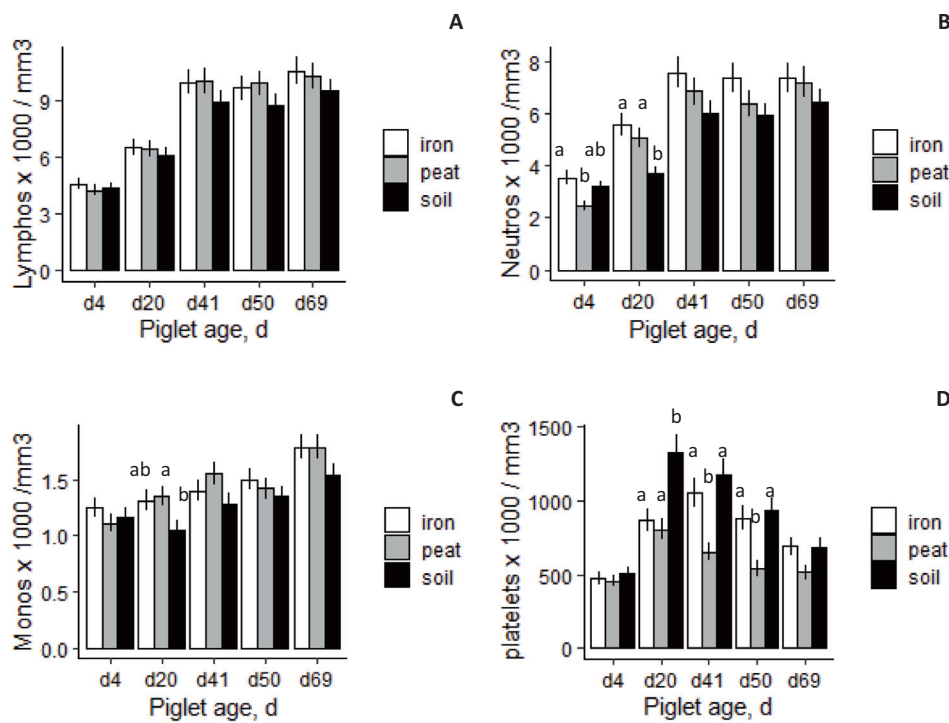 A
Lymphos x 1000 / mm3
9
6
3
0
d4 d20 d41 d50 d69
Piglet age, d
iron
peat
soil
B
Neutros x 1000 /mm3
8
6
4
2
0
a b ab
a a b
d4 d20 d41 d50 d69
Piglet age, d
iron
peat
soil
C
Monos x 1000 /mm3
1.5
1.0
0.5
0.0
ab a b
d4 d20 d41 d50 d69
Piglet age, d
iron
peat
soil
D
platelets x 1000 / mm3
1500
1000
500
0
a a b
a b a
a b a
d4 d20 d41 d50 d69
Piglet age, d
iron
peat
soil